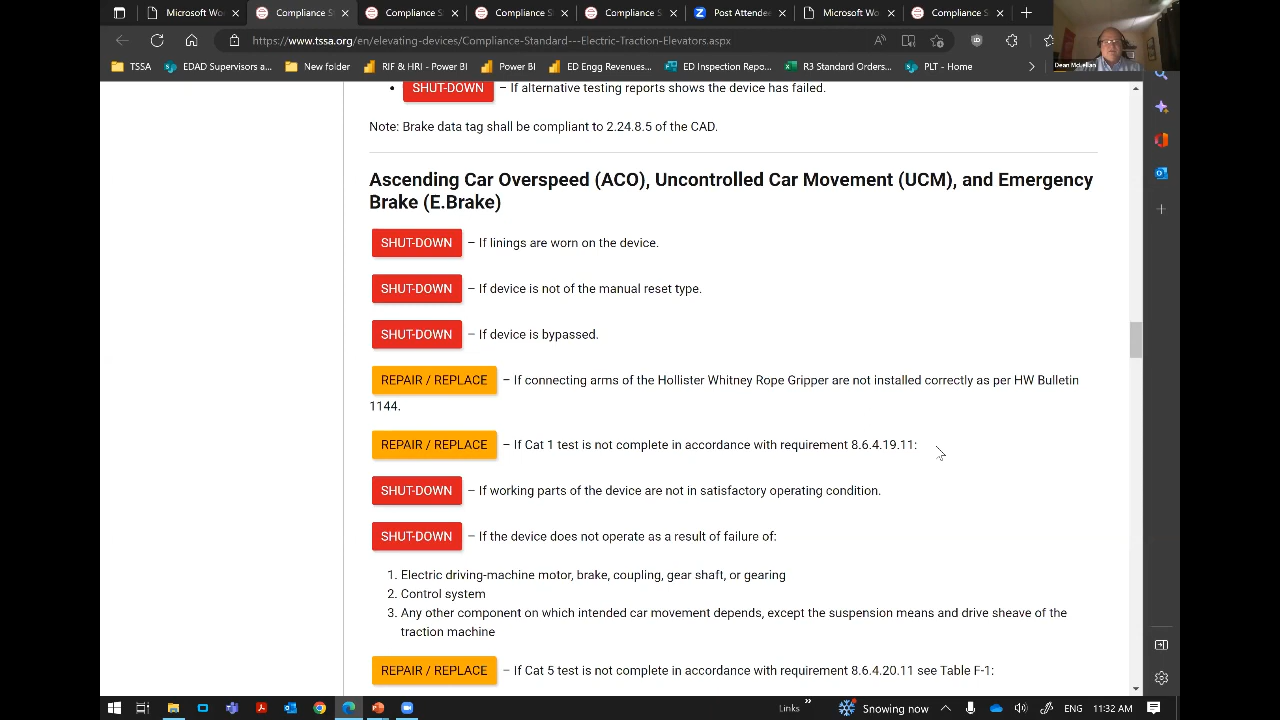 Microsoft Wo
Compliance S
Compliance S
Compliance S
Compliance S
Post Attende
Microsoft Wo
Compliance S
https://www.tssa.org/en/elevating-devices/Compliance-Standard---Electric-Traction-Elevators.aspx
Dean McLellan
TSSA
EDAD Supervisors a...
New folder
RIF & HRI - Power BI
Power BI
ED Engg Revenues...
ED Inspection Repo...
R3 Standard Orders...
PLT - Home
SHUT-DOWN – If alternative testing reports shows the device has failed.
Note: Brake data tag shall be compliant to 2.24.8.5 of the CAD.
Ascending Car Overspeed (ACO), Uncontrolled Car Movement (UCM), and Emergency
Brake (E.Brake)
SHUT-DOWN – If linings are worn on the device.
SHUT-DOWN – If device is not of the manual reset type.
SHUT-DOWN – If device is bypassed.
REPAIR / REPLACE – If connecting arms of the Hollister Whitney Rope Gripper are not installed correctly as per HW Bulletin
1144.
REPAIR / REPLACE – If Cat 1 test is not complete in accordance with requirement 8.6.4.19.11:
SHUT-DOWN – If working parts of the device are not in satisfactory operating condition.
SHUT-DOWN – If the device does not operate as a result of failure of:
1. Electric driving-machine motor, brake, coupling, gear shaft, or gearing
2. Control system
3. Any other component on which intended car movement depends, except the suspension means and drive sheave of the
traction machine
REPAIR / REPLACE – If Cat 5 test is not complete in accordance with requirement 8.6.4.20.11 see Table F-1:
Links
Snowing now
ENG
11:32 AM